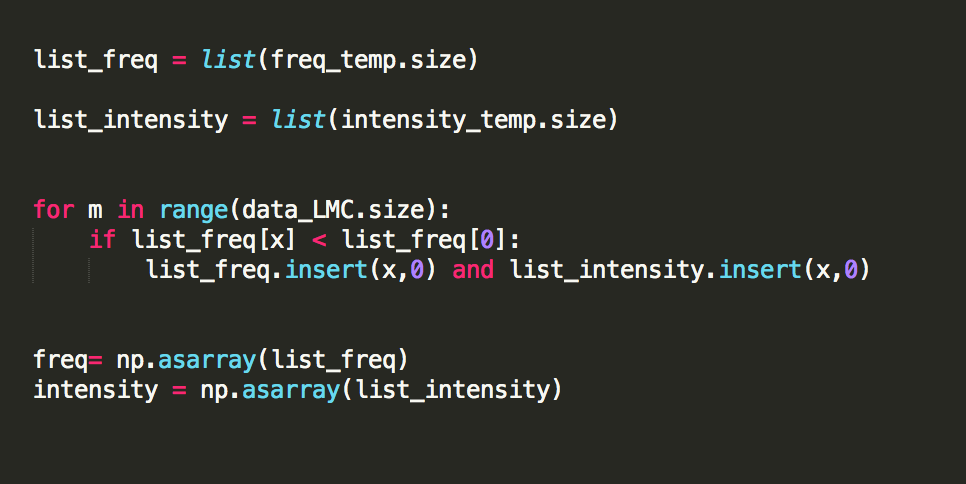 list_freq = list(freq_temp.size)
list_intensity = list(intensity_temp.size)
for m in range(data_LMC.size):
    if list_freq[x] < list_freq[0]:
        list_freq.insert(x,0) and list_intensity.insert(x,0)
freq= np.asarray(list_freq)
intensity = np.asarray(list_intensity)